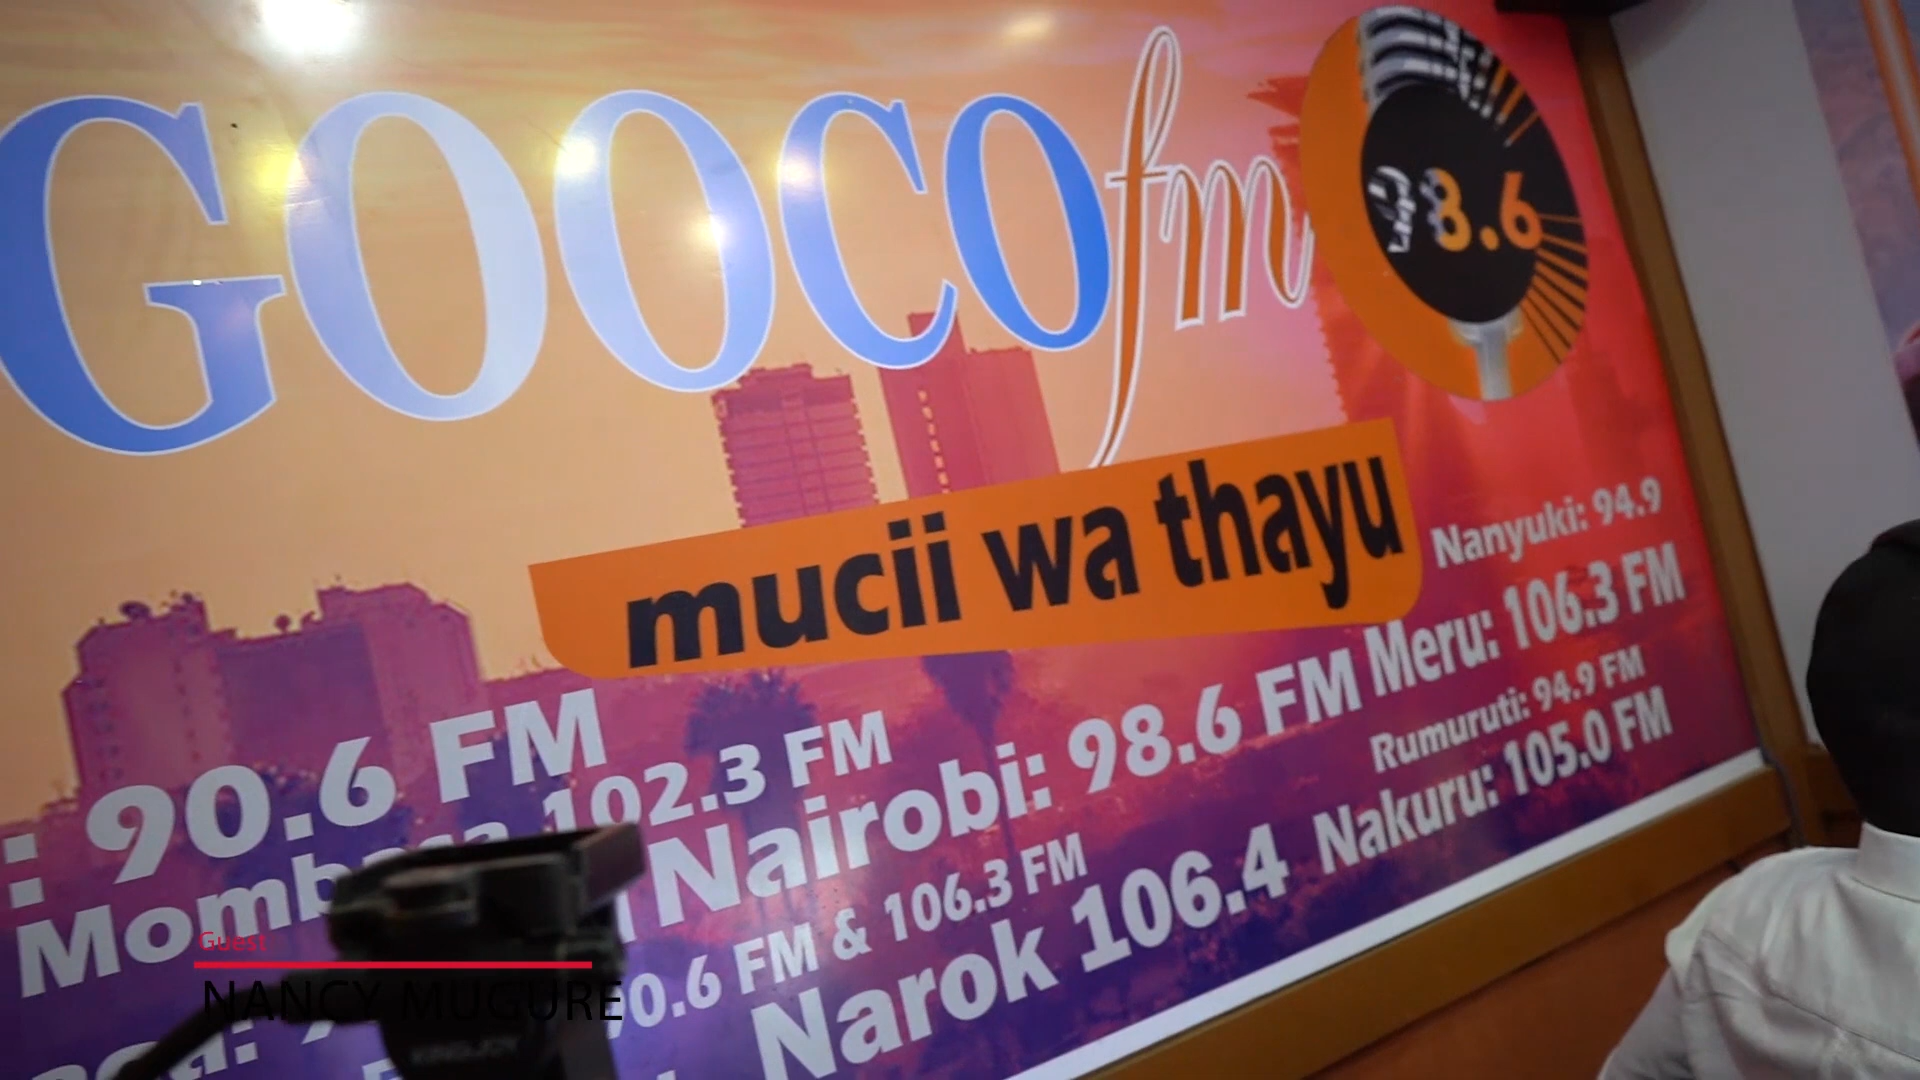 GOOCO fm
98.6
mucii wa thayu
Nanyuki: 94.9
: 90.6 FM
102.3 FM
Nairobi: 98.6 FM
Meru: 106.3 FM
Rumuruti: 94.9 FM
90.6 FM & 106.3 FM
Narok 106.4
Nakuru: 105.0 FM
Guest
NANCY MUGURE
KINGJOY